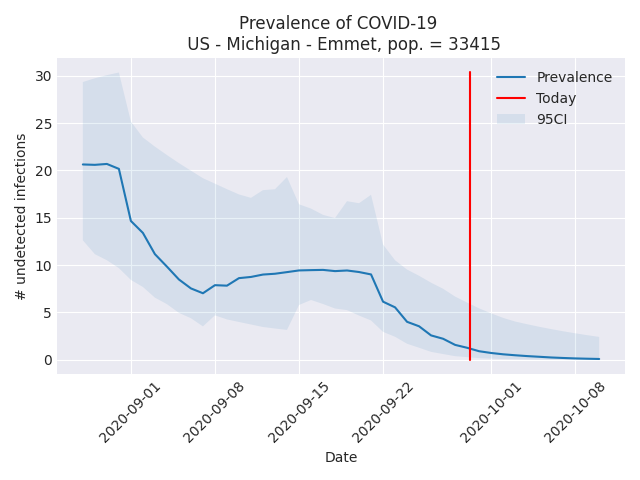 Prevalence of COVID-19
US - Michigan - Emmet, pop. = 33415
Prevalence
Today
95CI
# undetected infections
30
25
20
15
10
5
0
2020-09-01
2020-09-08
2020-09-15
2020-09-22
2020-10-01
2020-10-08
Date